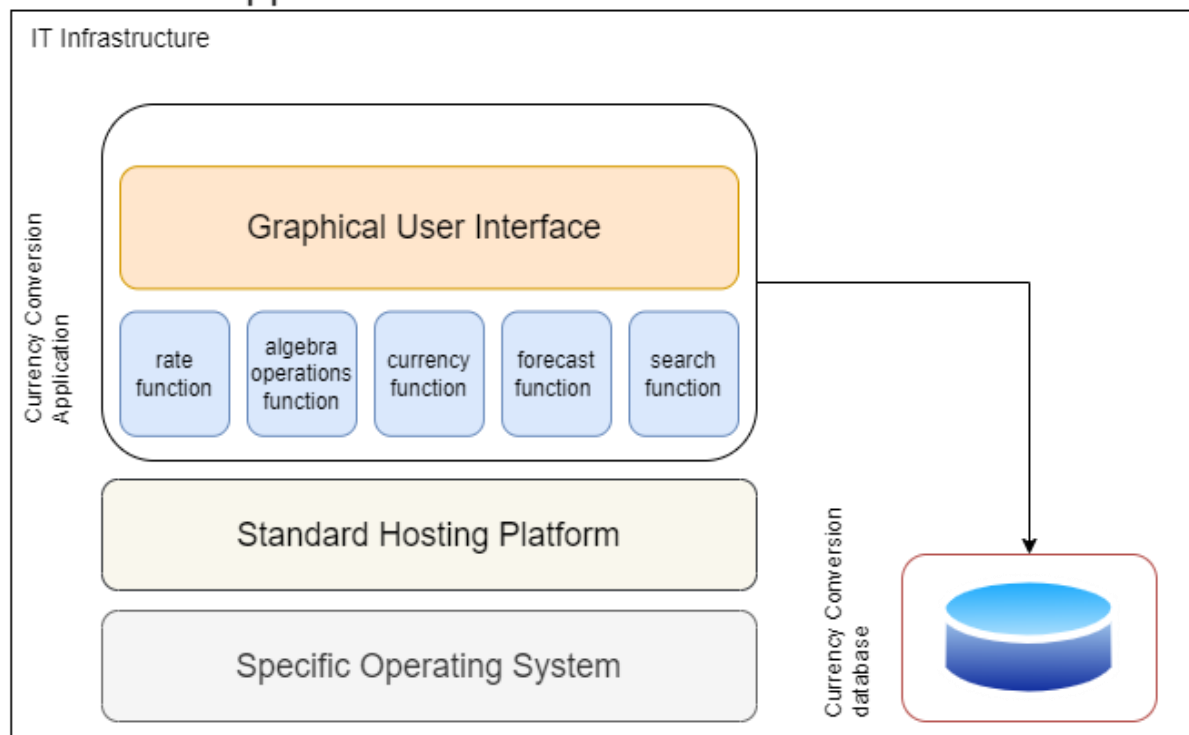 IT Infrastructure
Currency Conversion
Application
Graphical User Interface
rate
function
algebra
operations
function
currency
function
forecast
function
search
function
Standard Hosting Platform
Specific Operating System
Currency Conversion
database